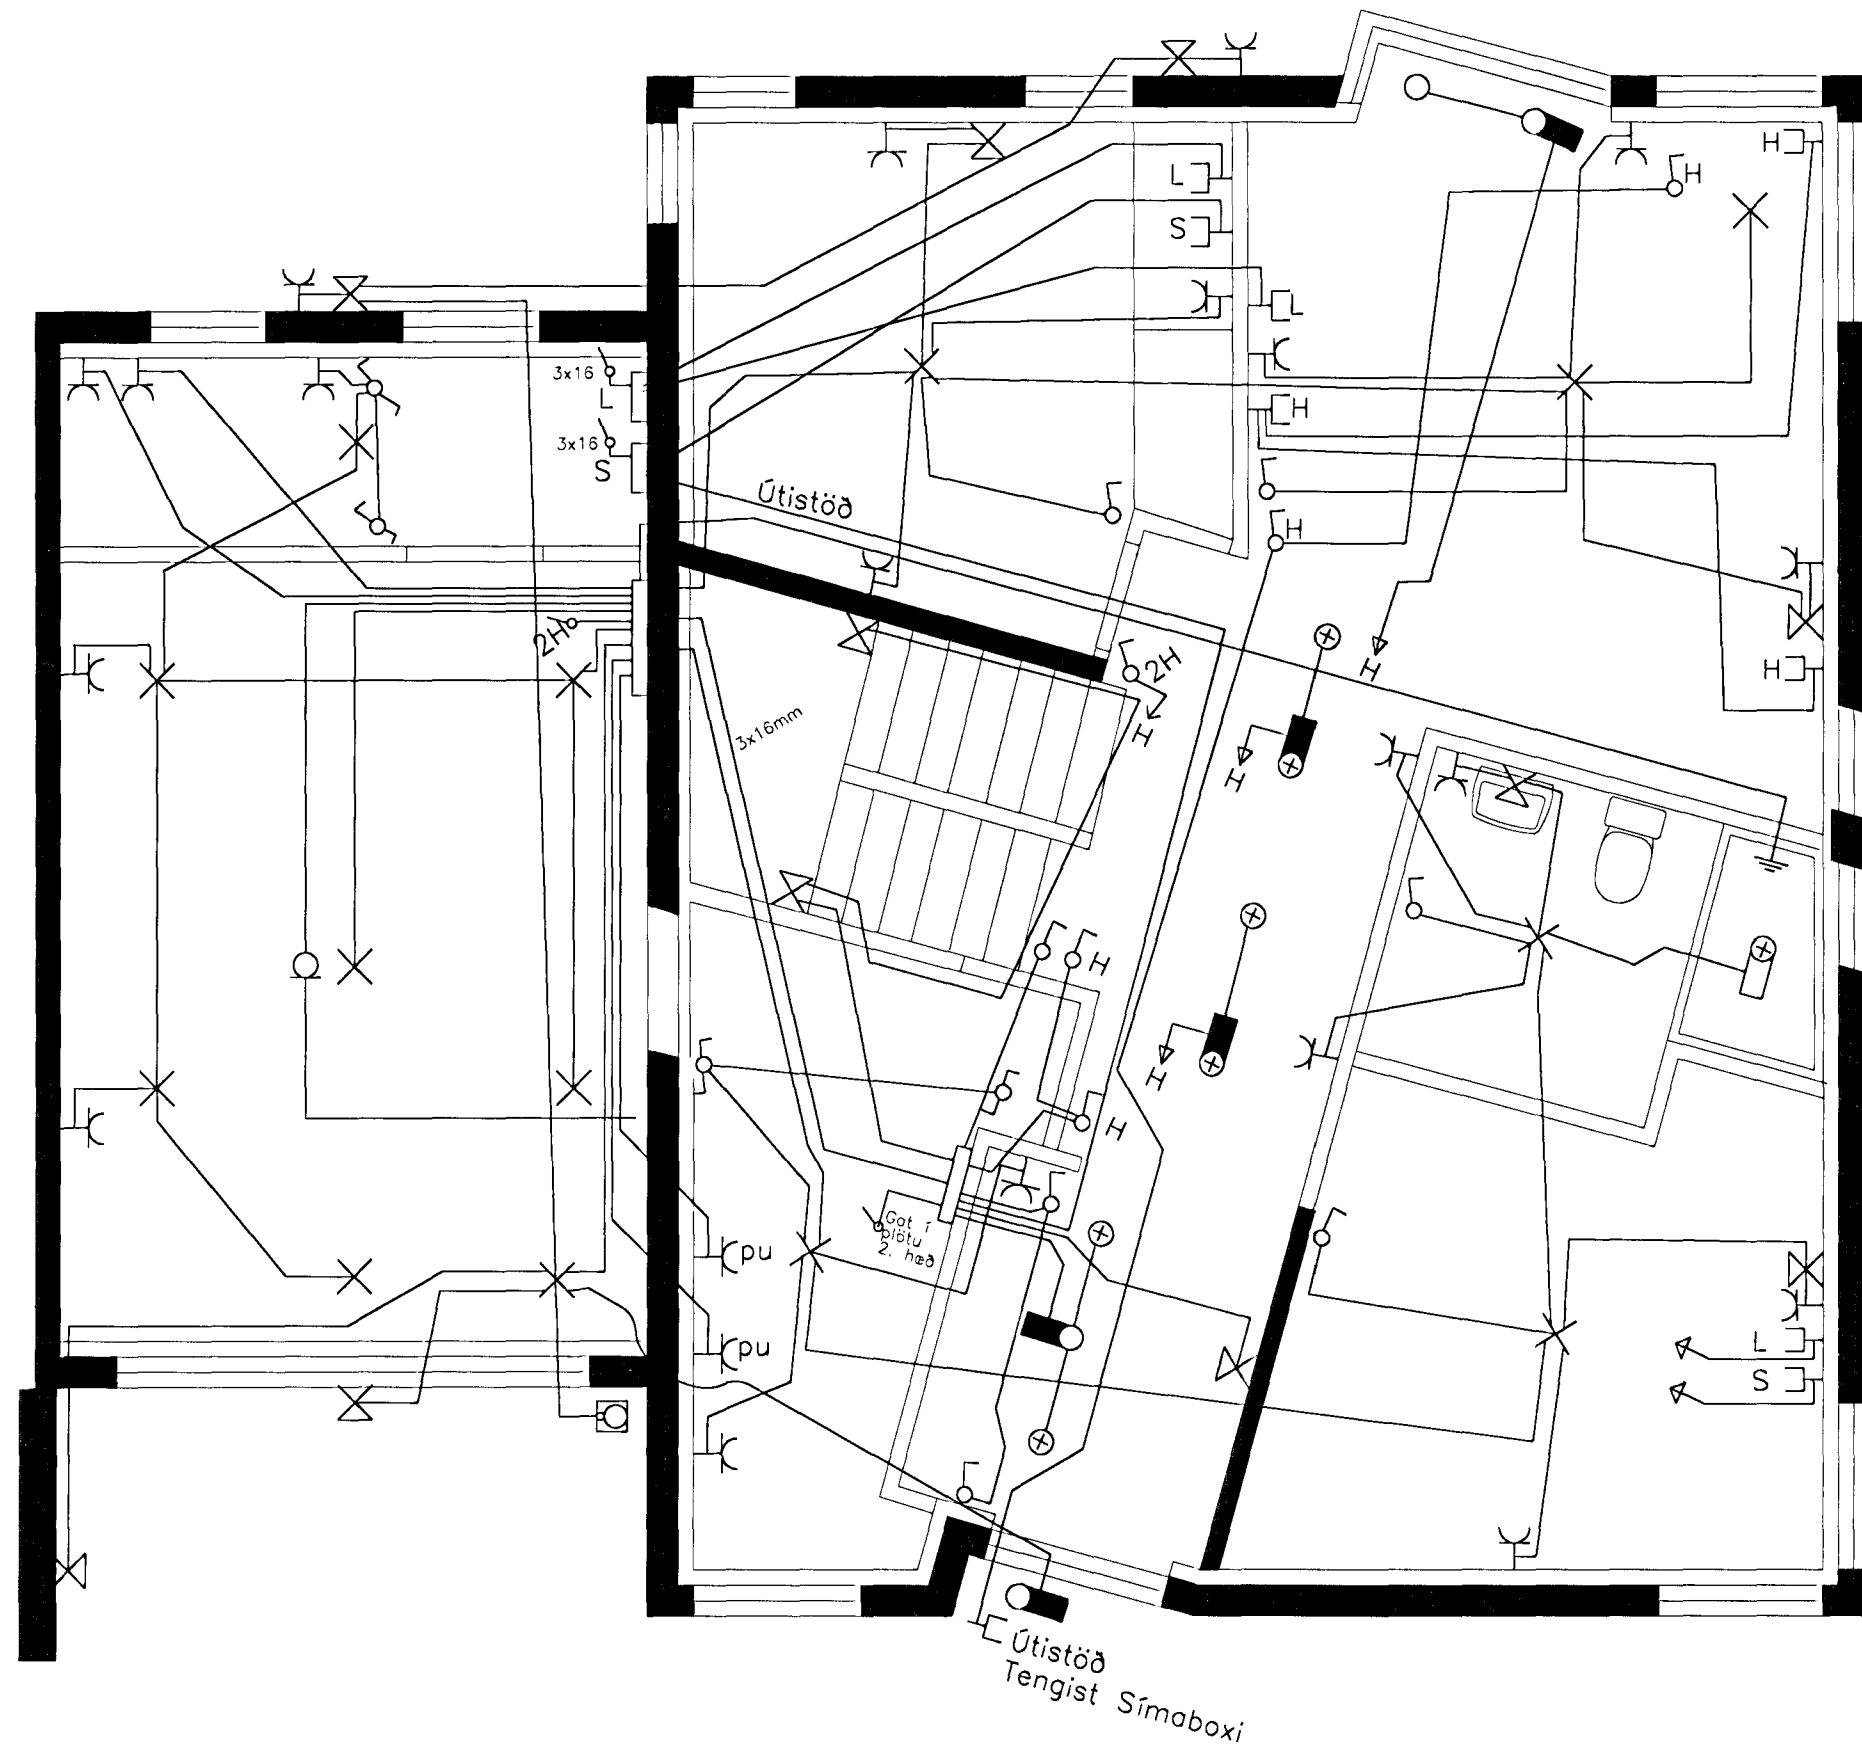 L
H
H
S
L
3x16
L
H
3x16
S
Útistöð
H
2H
2H
H
H
H
3x16mm
H
H
H
H
Gat í
plötu
2. hæð
pu
pu
L
S
Útistöð
Tengist Símaboxi